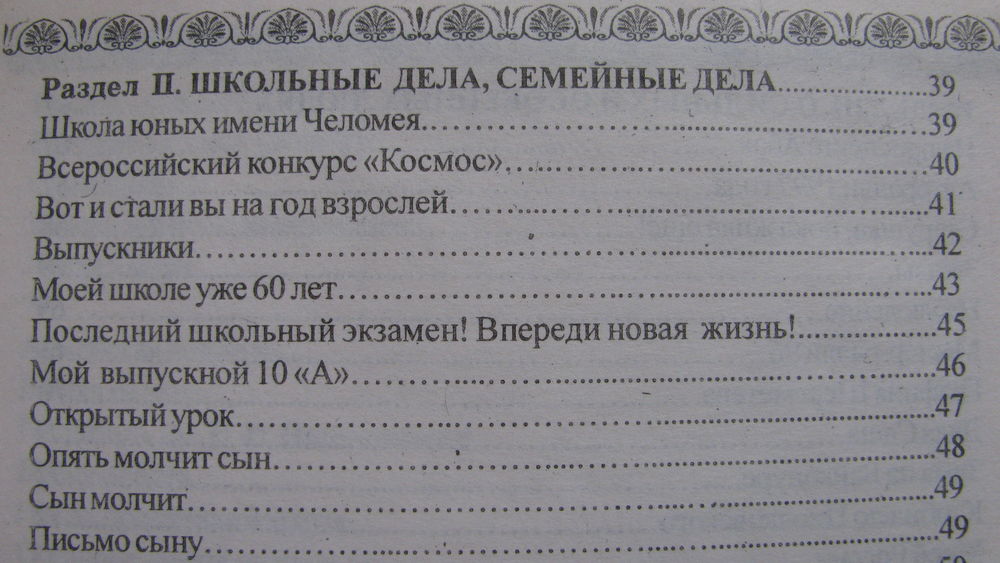 Раздел II. ШКОЛЬНЫЕ ДЕЛА, СЕМЕЙНЫЕ ДЕЛА..........39
Школа юных имени Челомея..........39
Всероссийский конкурс «Космос»..........40
Вот и стали вы на год взрослей..........41
Выпускники..........42
Моей школе уже 60 лет..........43
Последний школьный экзамен! Впереди новая жизнь!..........45
Мой выпускной 10 «А»..........46
Открытый урок..........47
Опять молчит сын..........48
Сын молчит..........49
Письмо сыну..........49